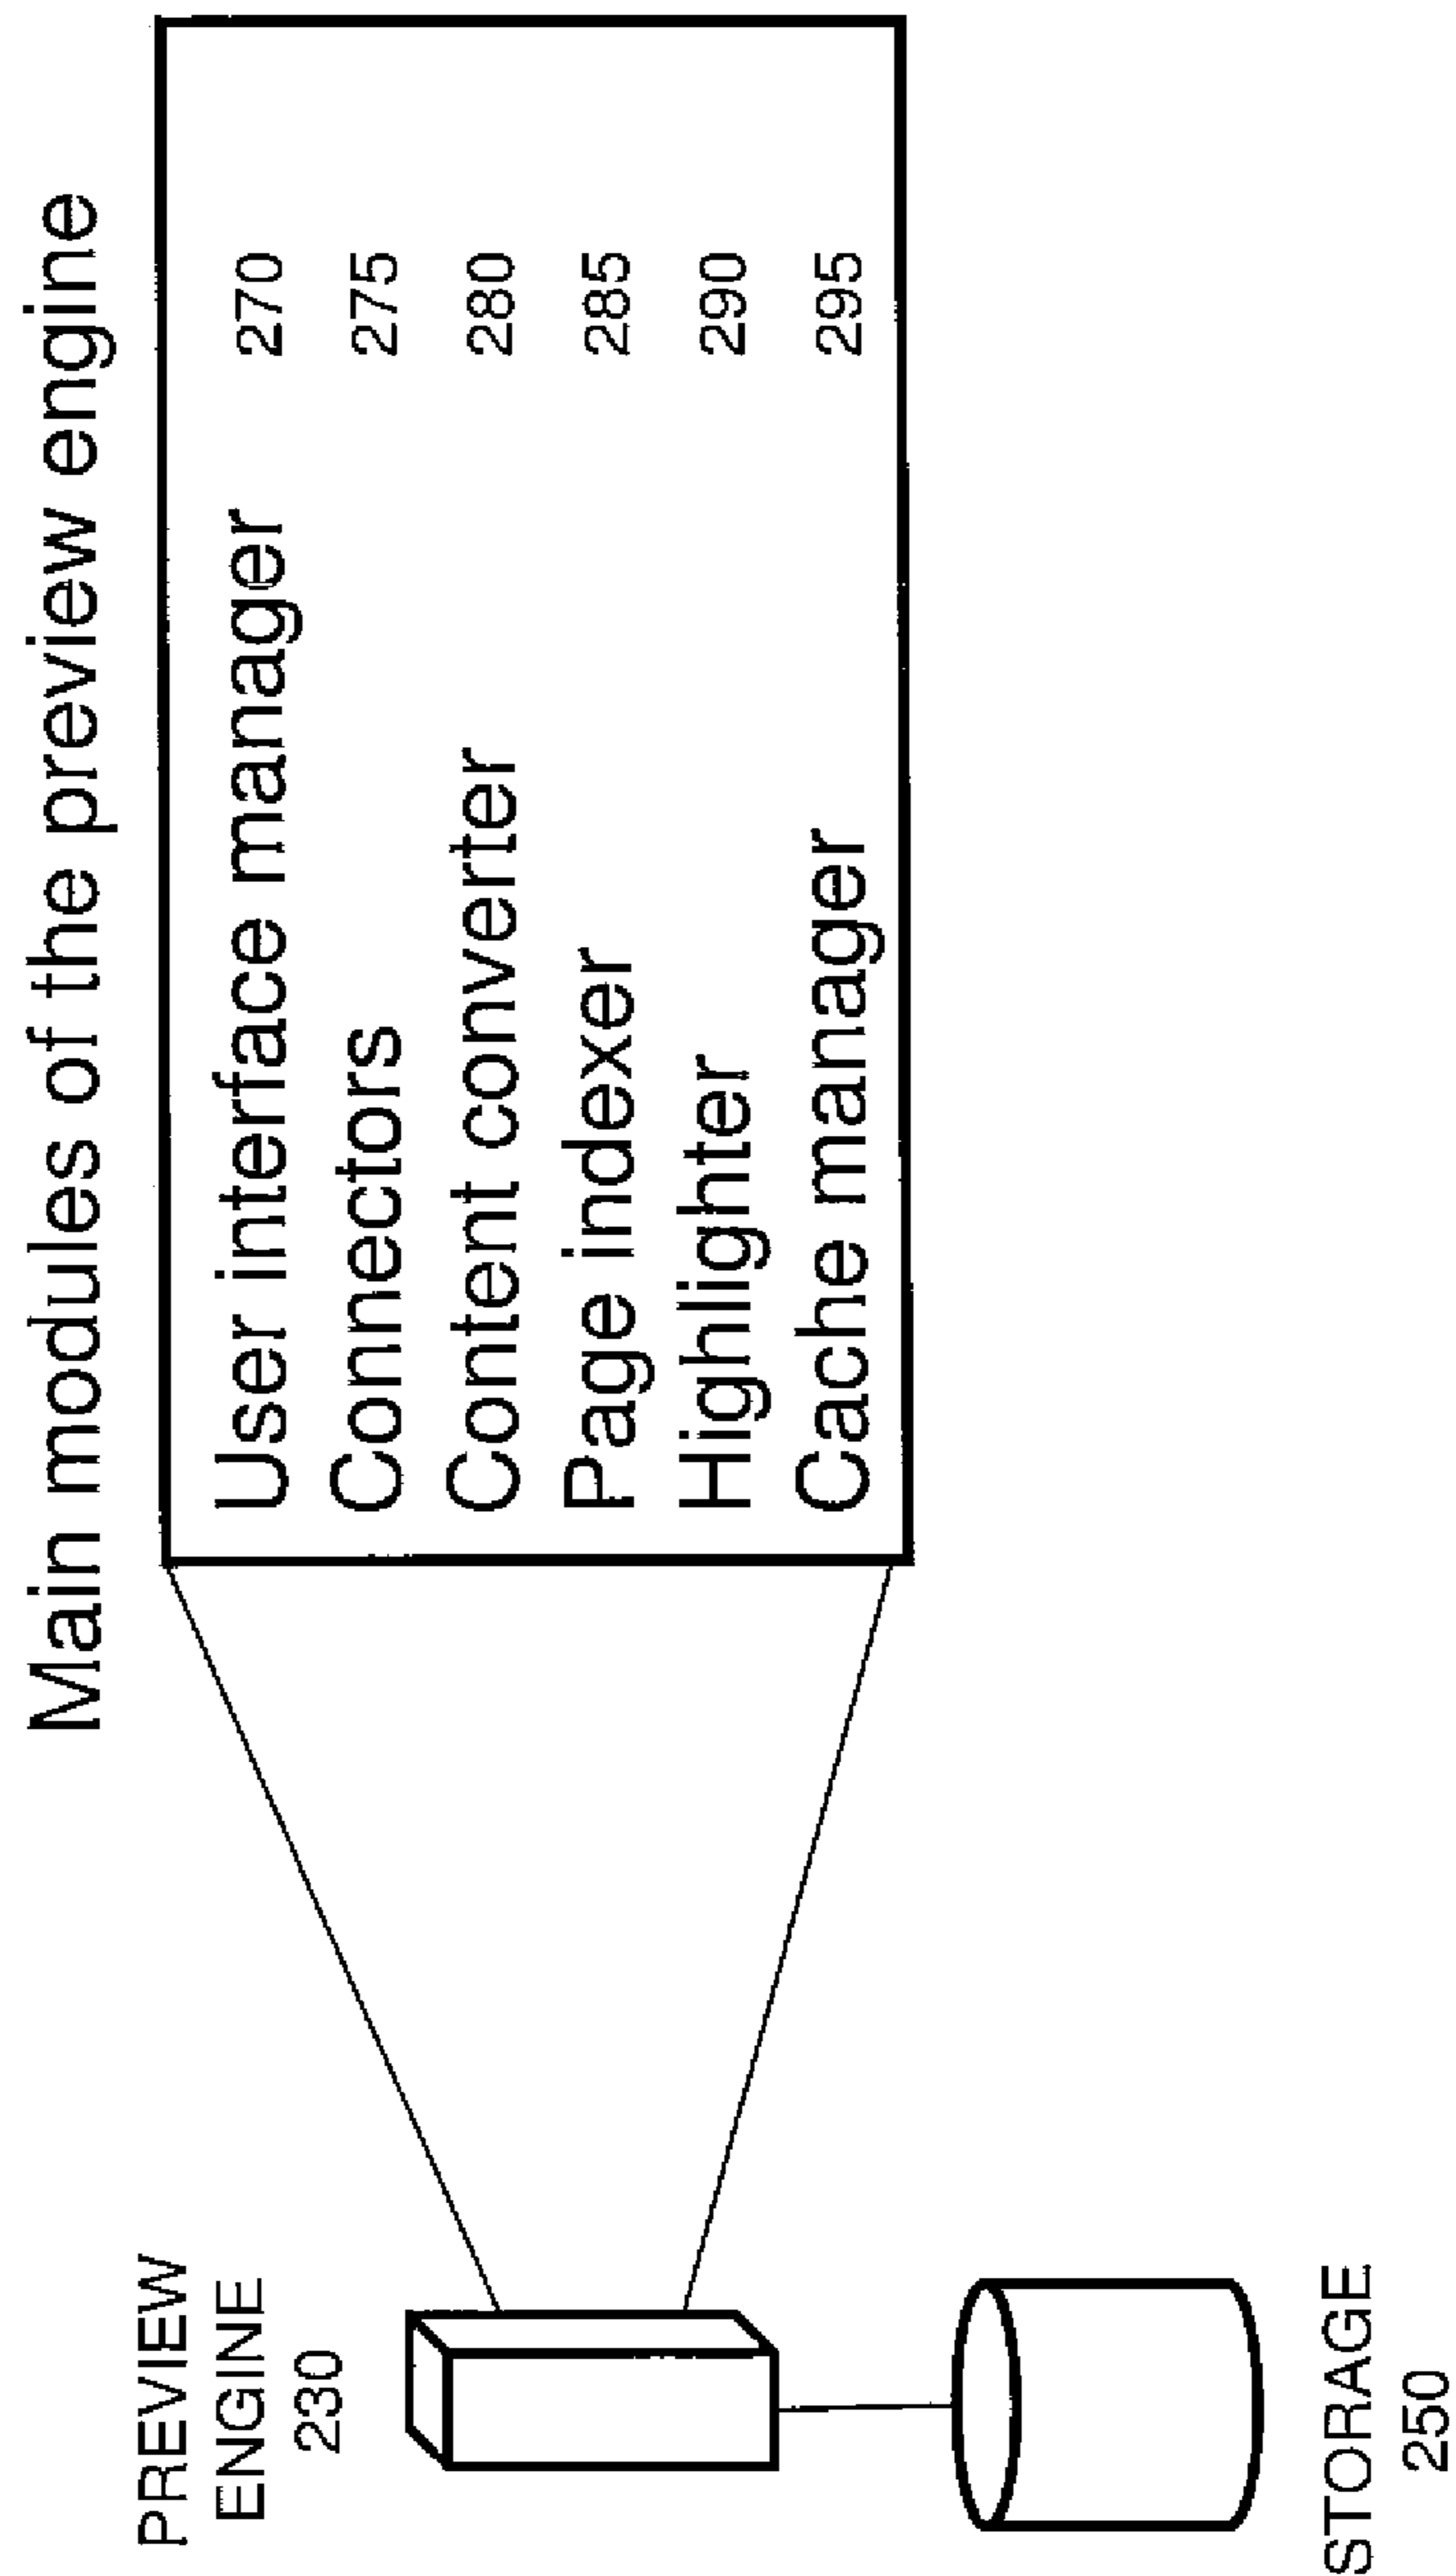 Main modules of the preview engine
PREVIEW
ENGINE
230
User interface manager 270
Connectors 275
Content converter 280
Page indexer 285
Highlighter 290
Cache manager 295
STORAGE
250